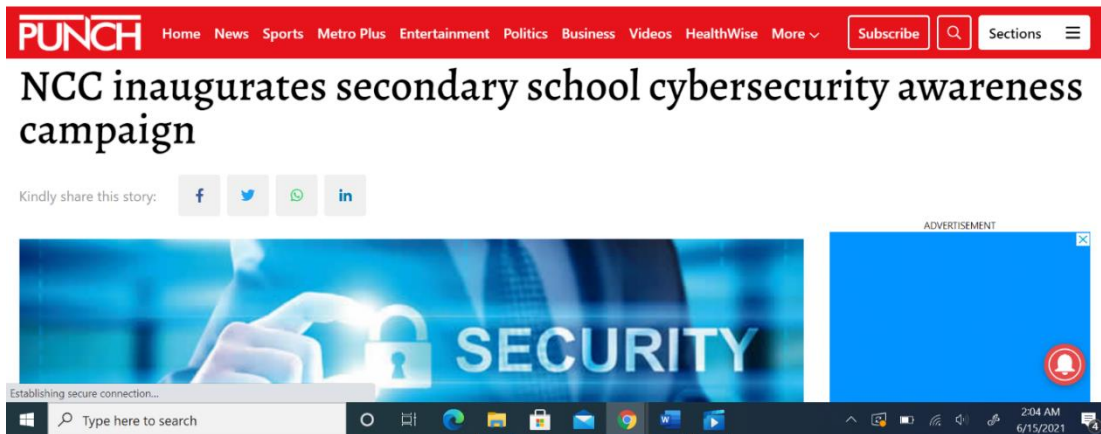 PUNCH Home News Sports Metro Plus Entertainment Politics Business Videos HealthWise More Subscribe Sections
NCC inaugurates secondary school cybersecurity awareness
campaign
Kindly share this story: f in
ADVERTISEMENT
SECURITY
Establishing secure connection...
Type here to search
2:04 AM
6/15/2021
4